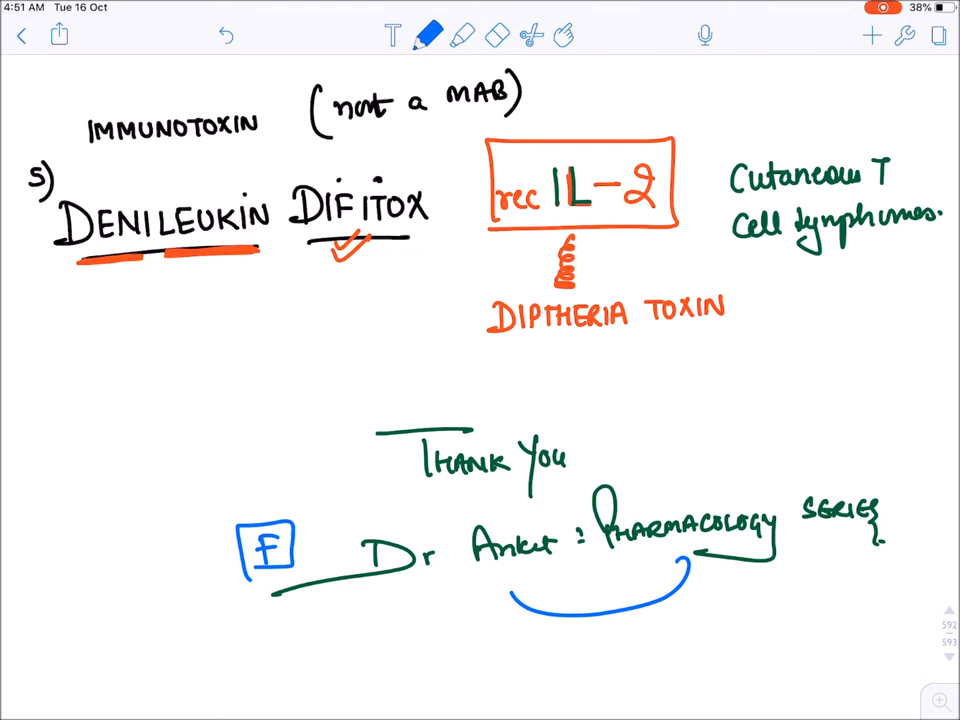 4:51 AM Tue 16 Oct
38%
IMMUNOTOXIN (not a MAB)
5) DENILEUKIN DIFITOX
rec IL-2
DIPTHERIA TOXIN
Cutaneous T
Cell Lymphomas.
THANK YOU
F Dr Ankit : PHARMACOLOGY SERIES
592
593